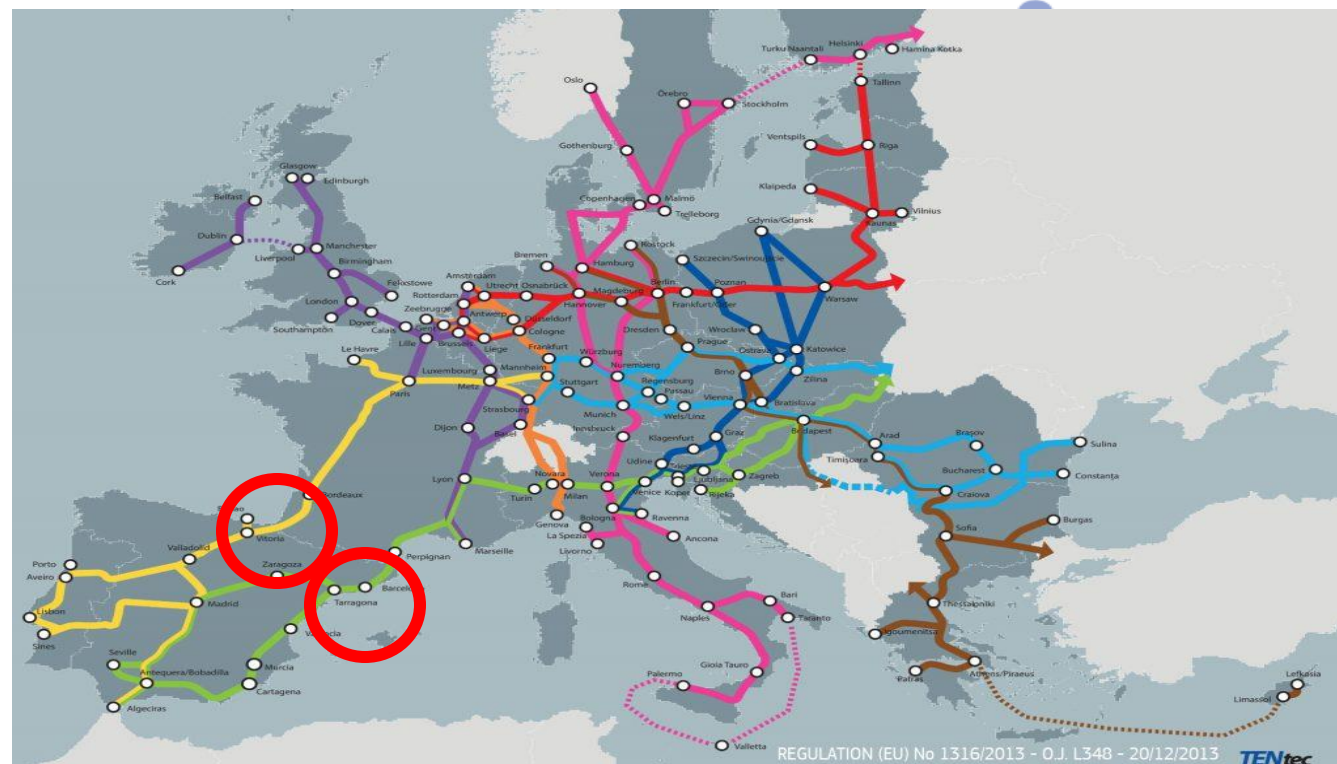 Turku Naantali
Helsinki
Hamina Kotka
Tallinn
Oslo
Örebro
Stockholm
Gothenburg
Ventspils
Riga
Klaipeda
Vilnius
Kaunas
Copenhagen
Malmö
Trelleborg
Glasgow
Edinburgh
Belfast
Dublin
Cork
Liverpool
Manchester
Birmingham
Felixstowe
London
Southampton
Dover
Calais
Gdynia/Gdansk
Szczecin/Swinoujscie
Rostock
Bremen
Hamburg
Amsterdam
Utrecht
Osnabrück
Hannover
Magdeburg
Berlin
Frankfurt/Oder
Poznan
Warsaw
Rotterdam
Zeebrugge
Gent
Antwerp
Düsseldorf
Cologne
Brussels
Liege
Lille
Dresden
Wroclaw
Katowice
Ostrava
Prague
Le Havre
Paris
Luxembourg
Metz
Mannheim
Frankfurt
Würzburg
Nuremberg
Stuttgart
Regensburg
Passau
Munich
Wels/Linz
Brno
Zilina
Vienna
Bratislava
Budapest
Strasbourg
Dijon
Basel
Innsbruck
Klagenfurt
Graz
Udine
Ljubljana
Zagreb
Lyon
Turin
Novara
Milan
Verona
Venice
Koper
Rijeka
Genova
Bologna
Ravenna
La Spezia
Livorno
Ancona
Marseille
Perpignan
Bordeaux
Vitoria
Valladolid
Zaragoza
Porto
Aveiro
Madrid
Tarragona
Lisbon
Sines
Seville
Antequera/Bobadilla
Murcia
Cartagena
Algeciras
Rome
Naples
Bari
Taranto
Gioia Tauro
Palermo
Valletta
Arad
Timișoara
Brașov
Bucharest
Sulina
Constanța
Craiova
Sofia
Burgas
Thessaloniki
Igoumenitsa
Patras
Athens/Piraeus
Lefkosia
Limassol
REGULATION (EU) No 1316/2013 - O.J. L348 - 20/12/2013
TENtec